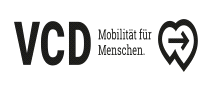 VCD
Mobilität für
Menschen.